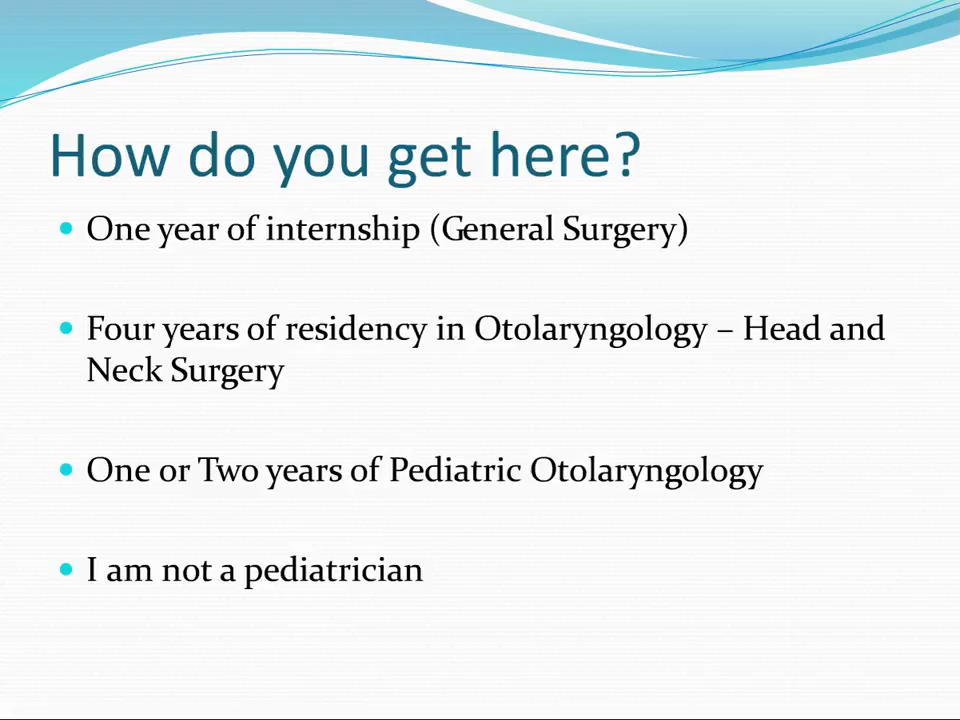 How do you get here?
• One year of internship (General Surgery)
• Four years of residency in Otolaryngology – Head and
Neck Surgery
• One or Two years of Pediatric Otolaryngology
• I am not a pediatrician